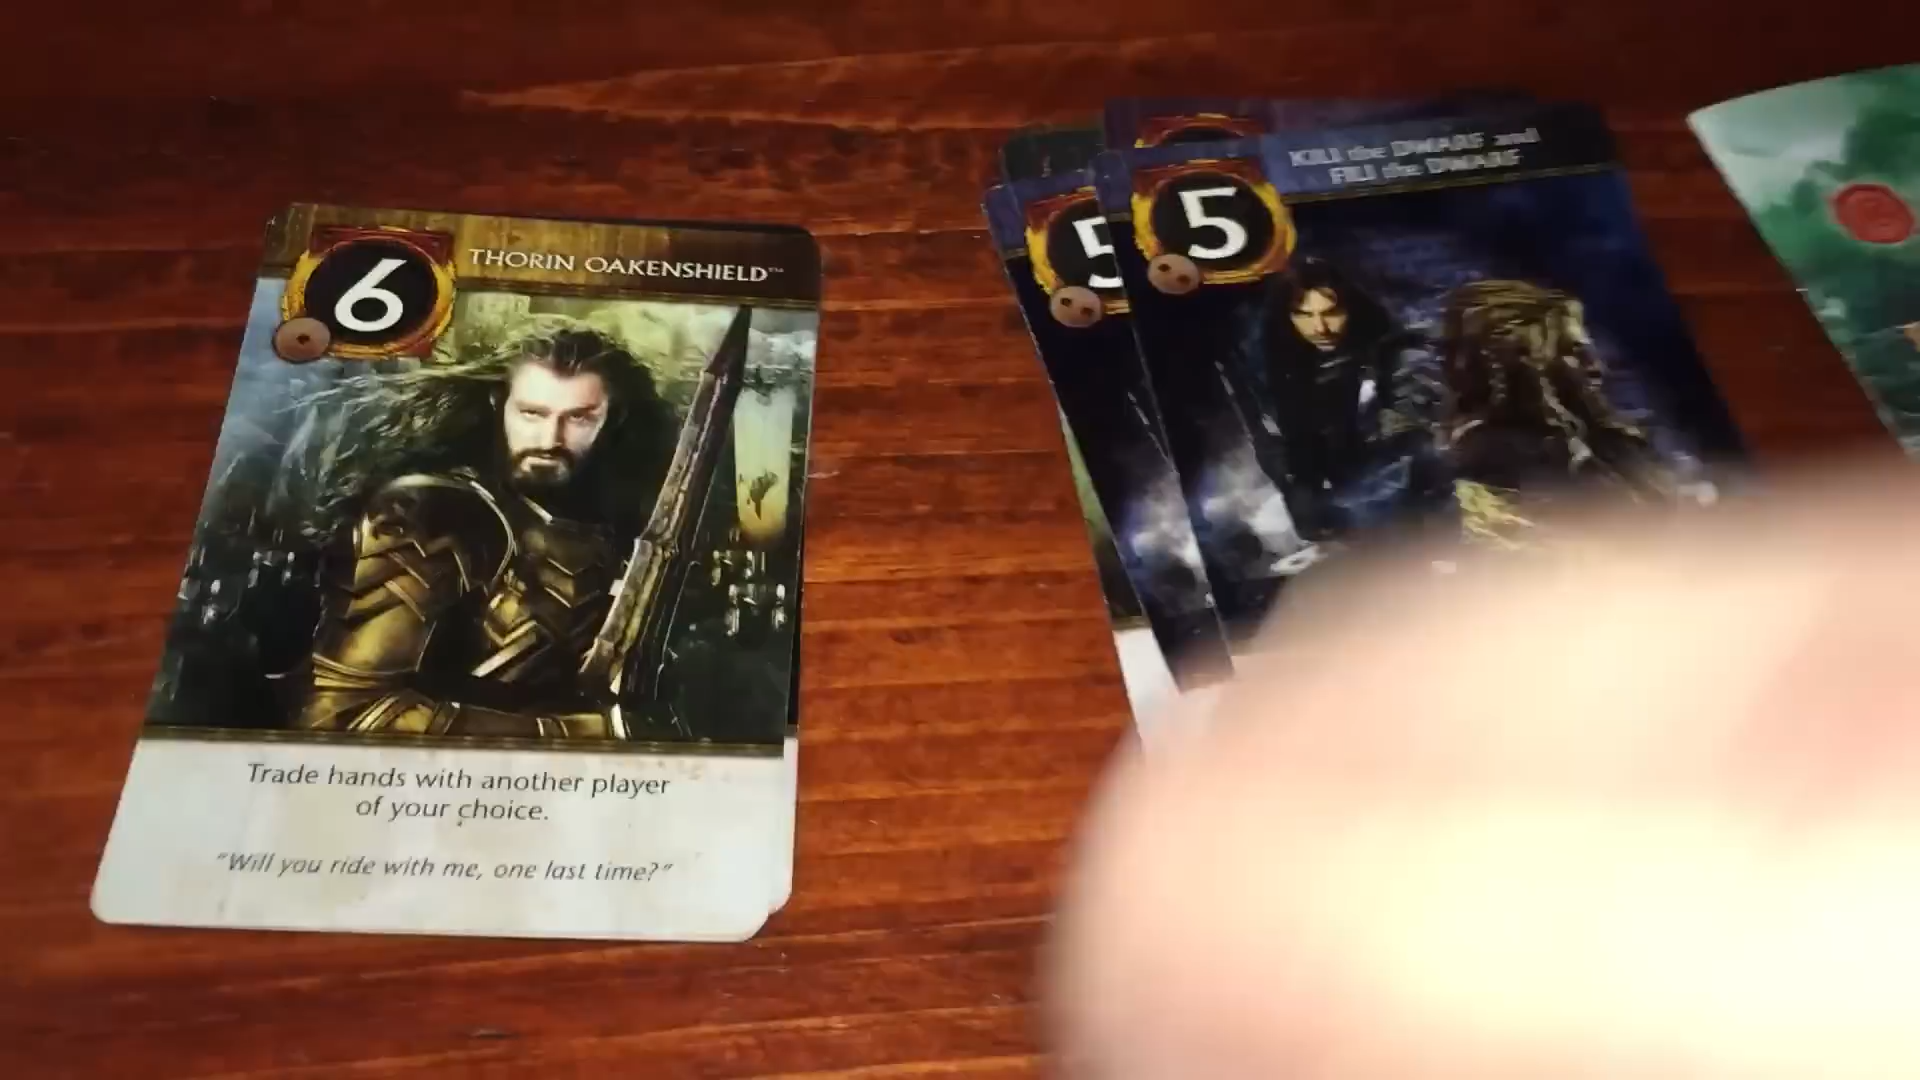 6
THORIN OAKENSHIELD™
Trade hands with another player
of your choice.
"Will you ride with me, one last time?"
5
5
KILI the DWARF and
FILI the DWARF